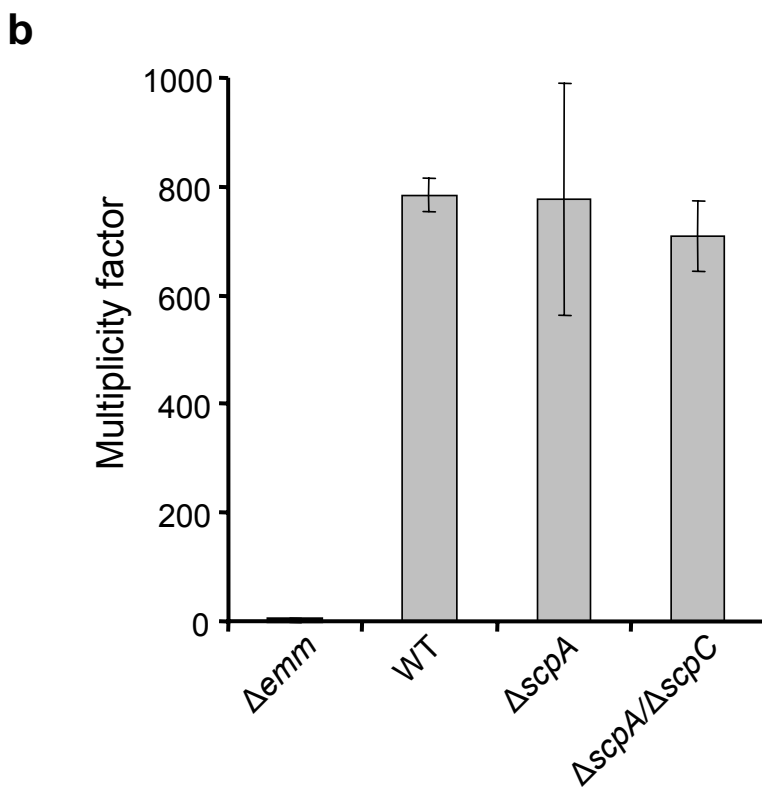 b
Multiplicity factor
1000
800
600
400
200
0
Δemm
WT
ΔscpA
ΔscpA/ΔscpC